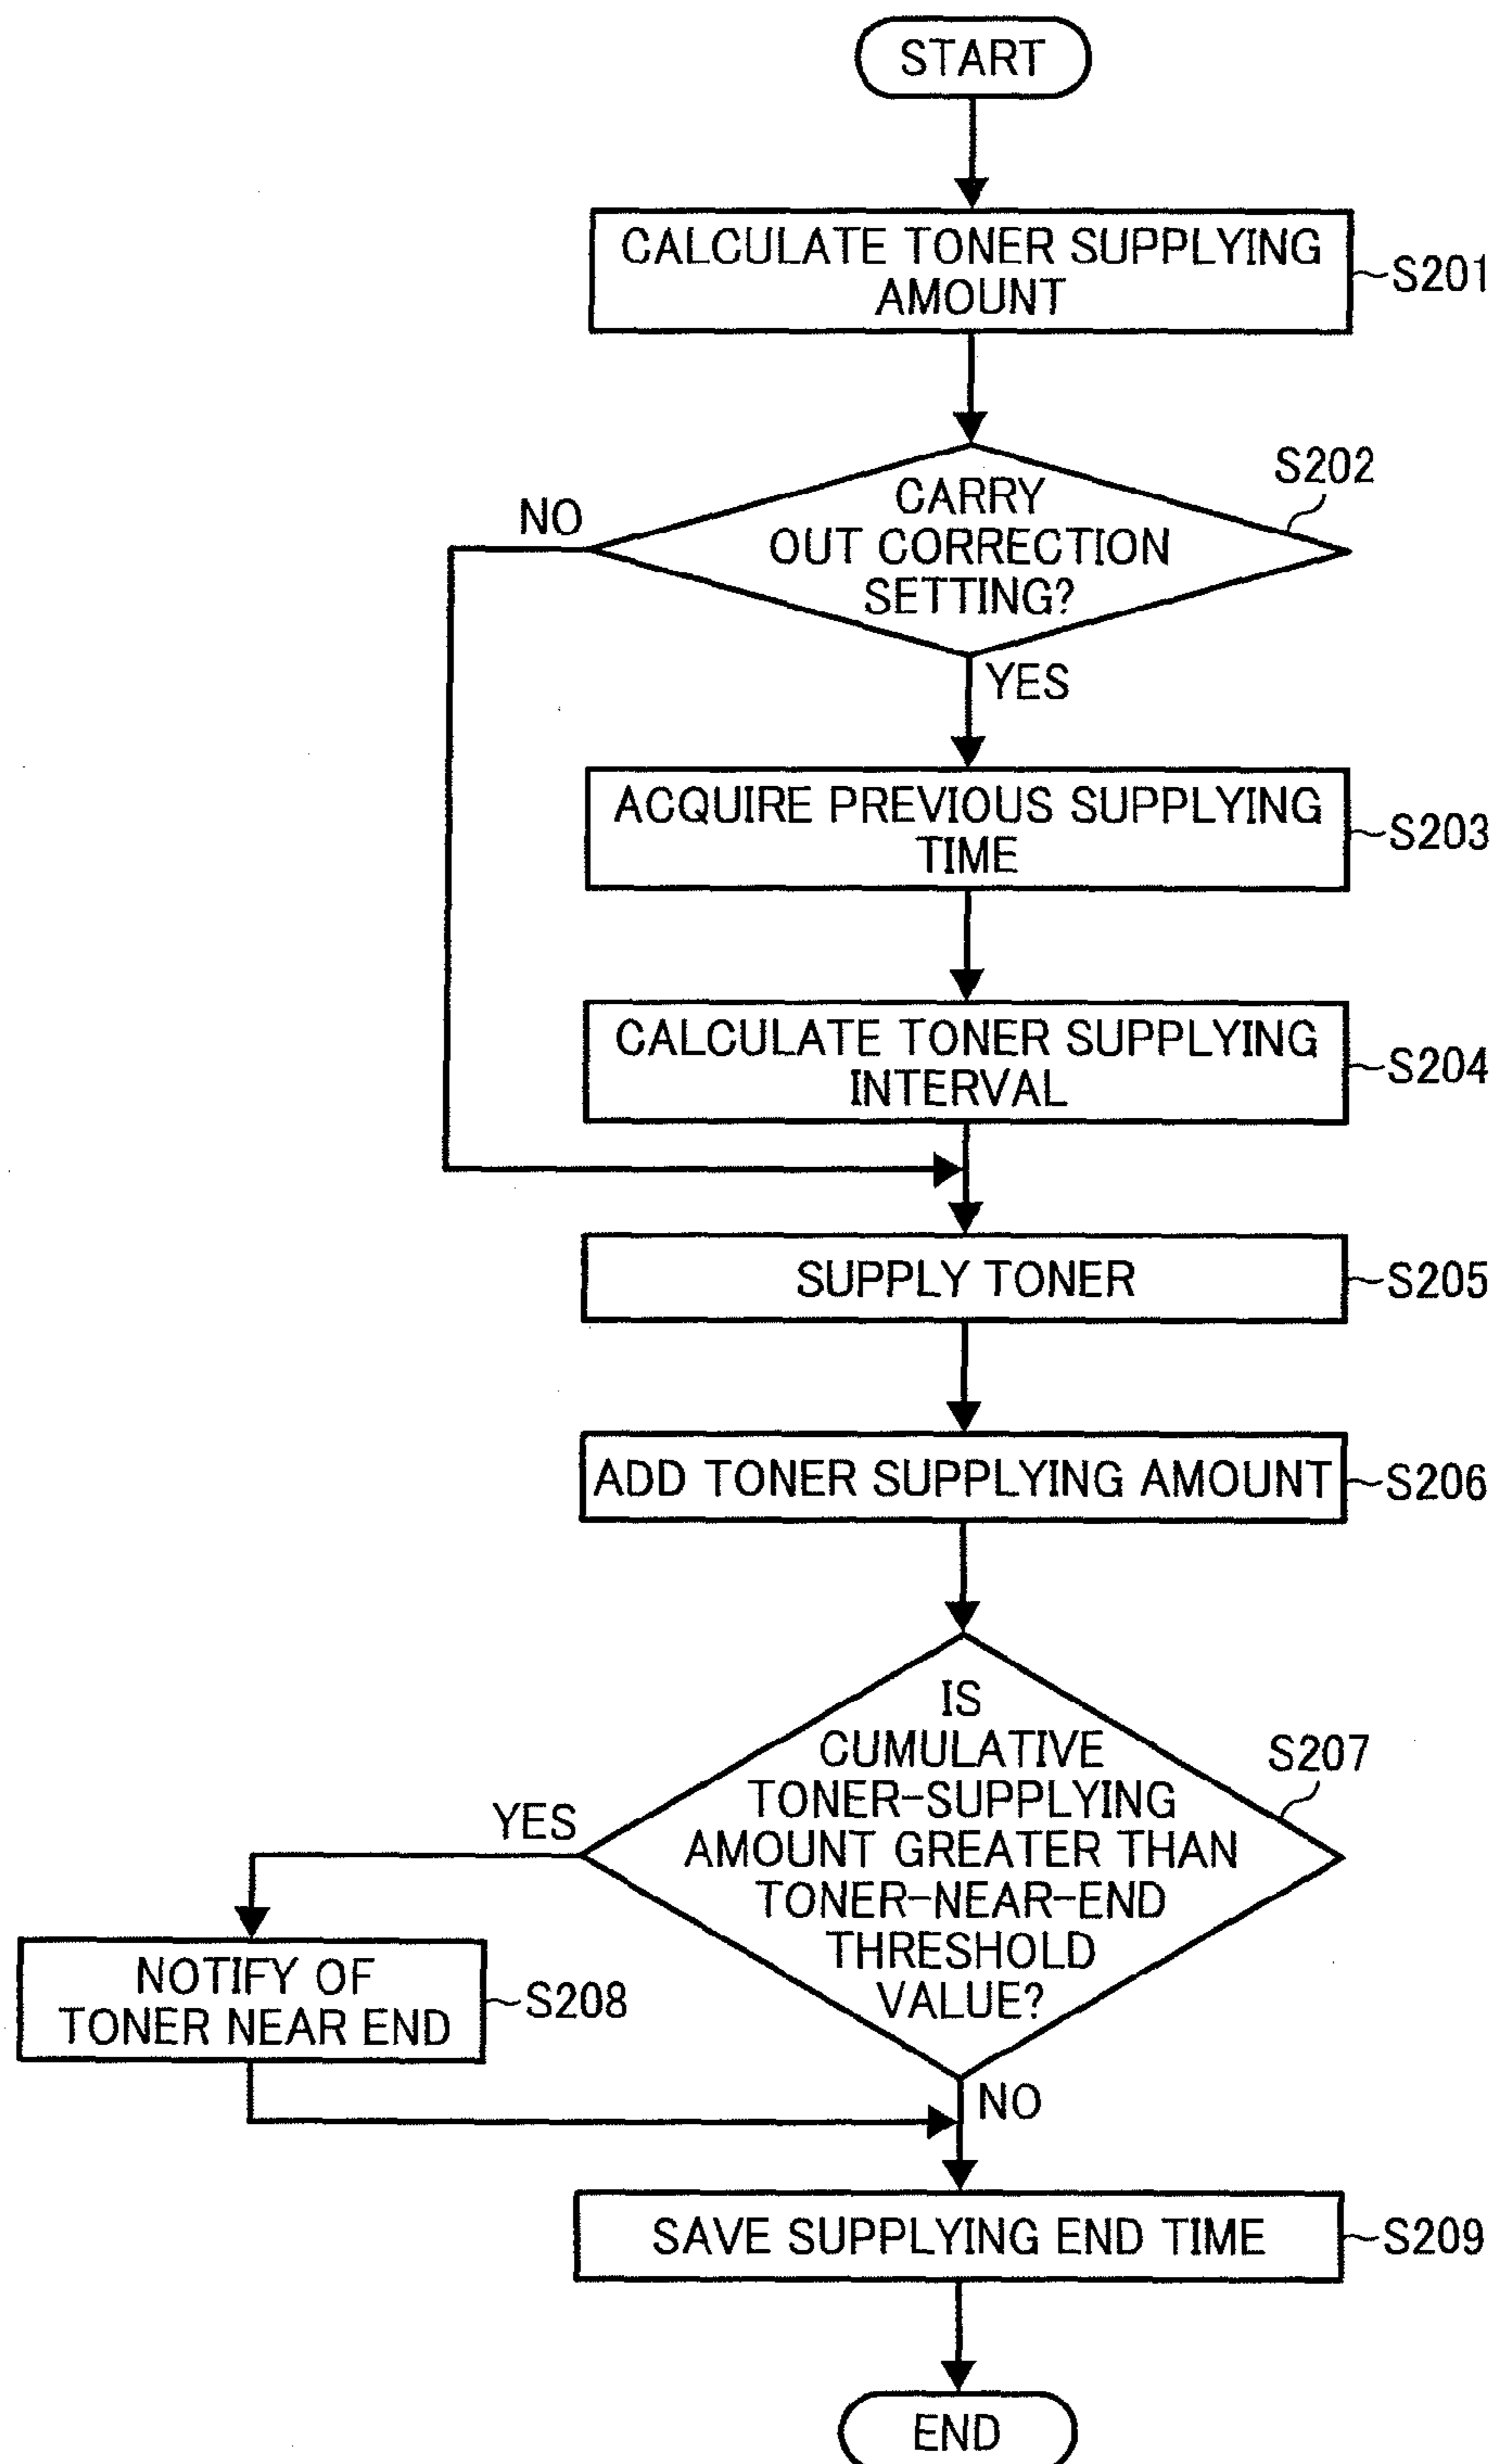 START
CALCULATE TONER SUPPLYING
AMOUNT
S201
S202
CARRY
OUT CORRECTION
SETTING?
NO
YES
ACQUIRE PREVIOUS SUPPLYING
TIME
S203
CALCULATE TONER SUPPLYING
INTERVAL
S204
SUPPLY TONER
S205
ADD TONER SUPPLYING AMOUNT
S206
IS
CUMULATIVE
TONER-SUPPLYING
AMOUNT GREATER THAN
TONER-NEAR-END
THRESHOLD
VALUE?
S207
YES
NOTIFY OF
TONER NEAR END
S208
NO
SAVE SUPPLYING END TIME
S209
END